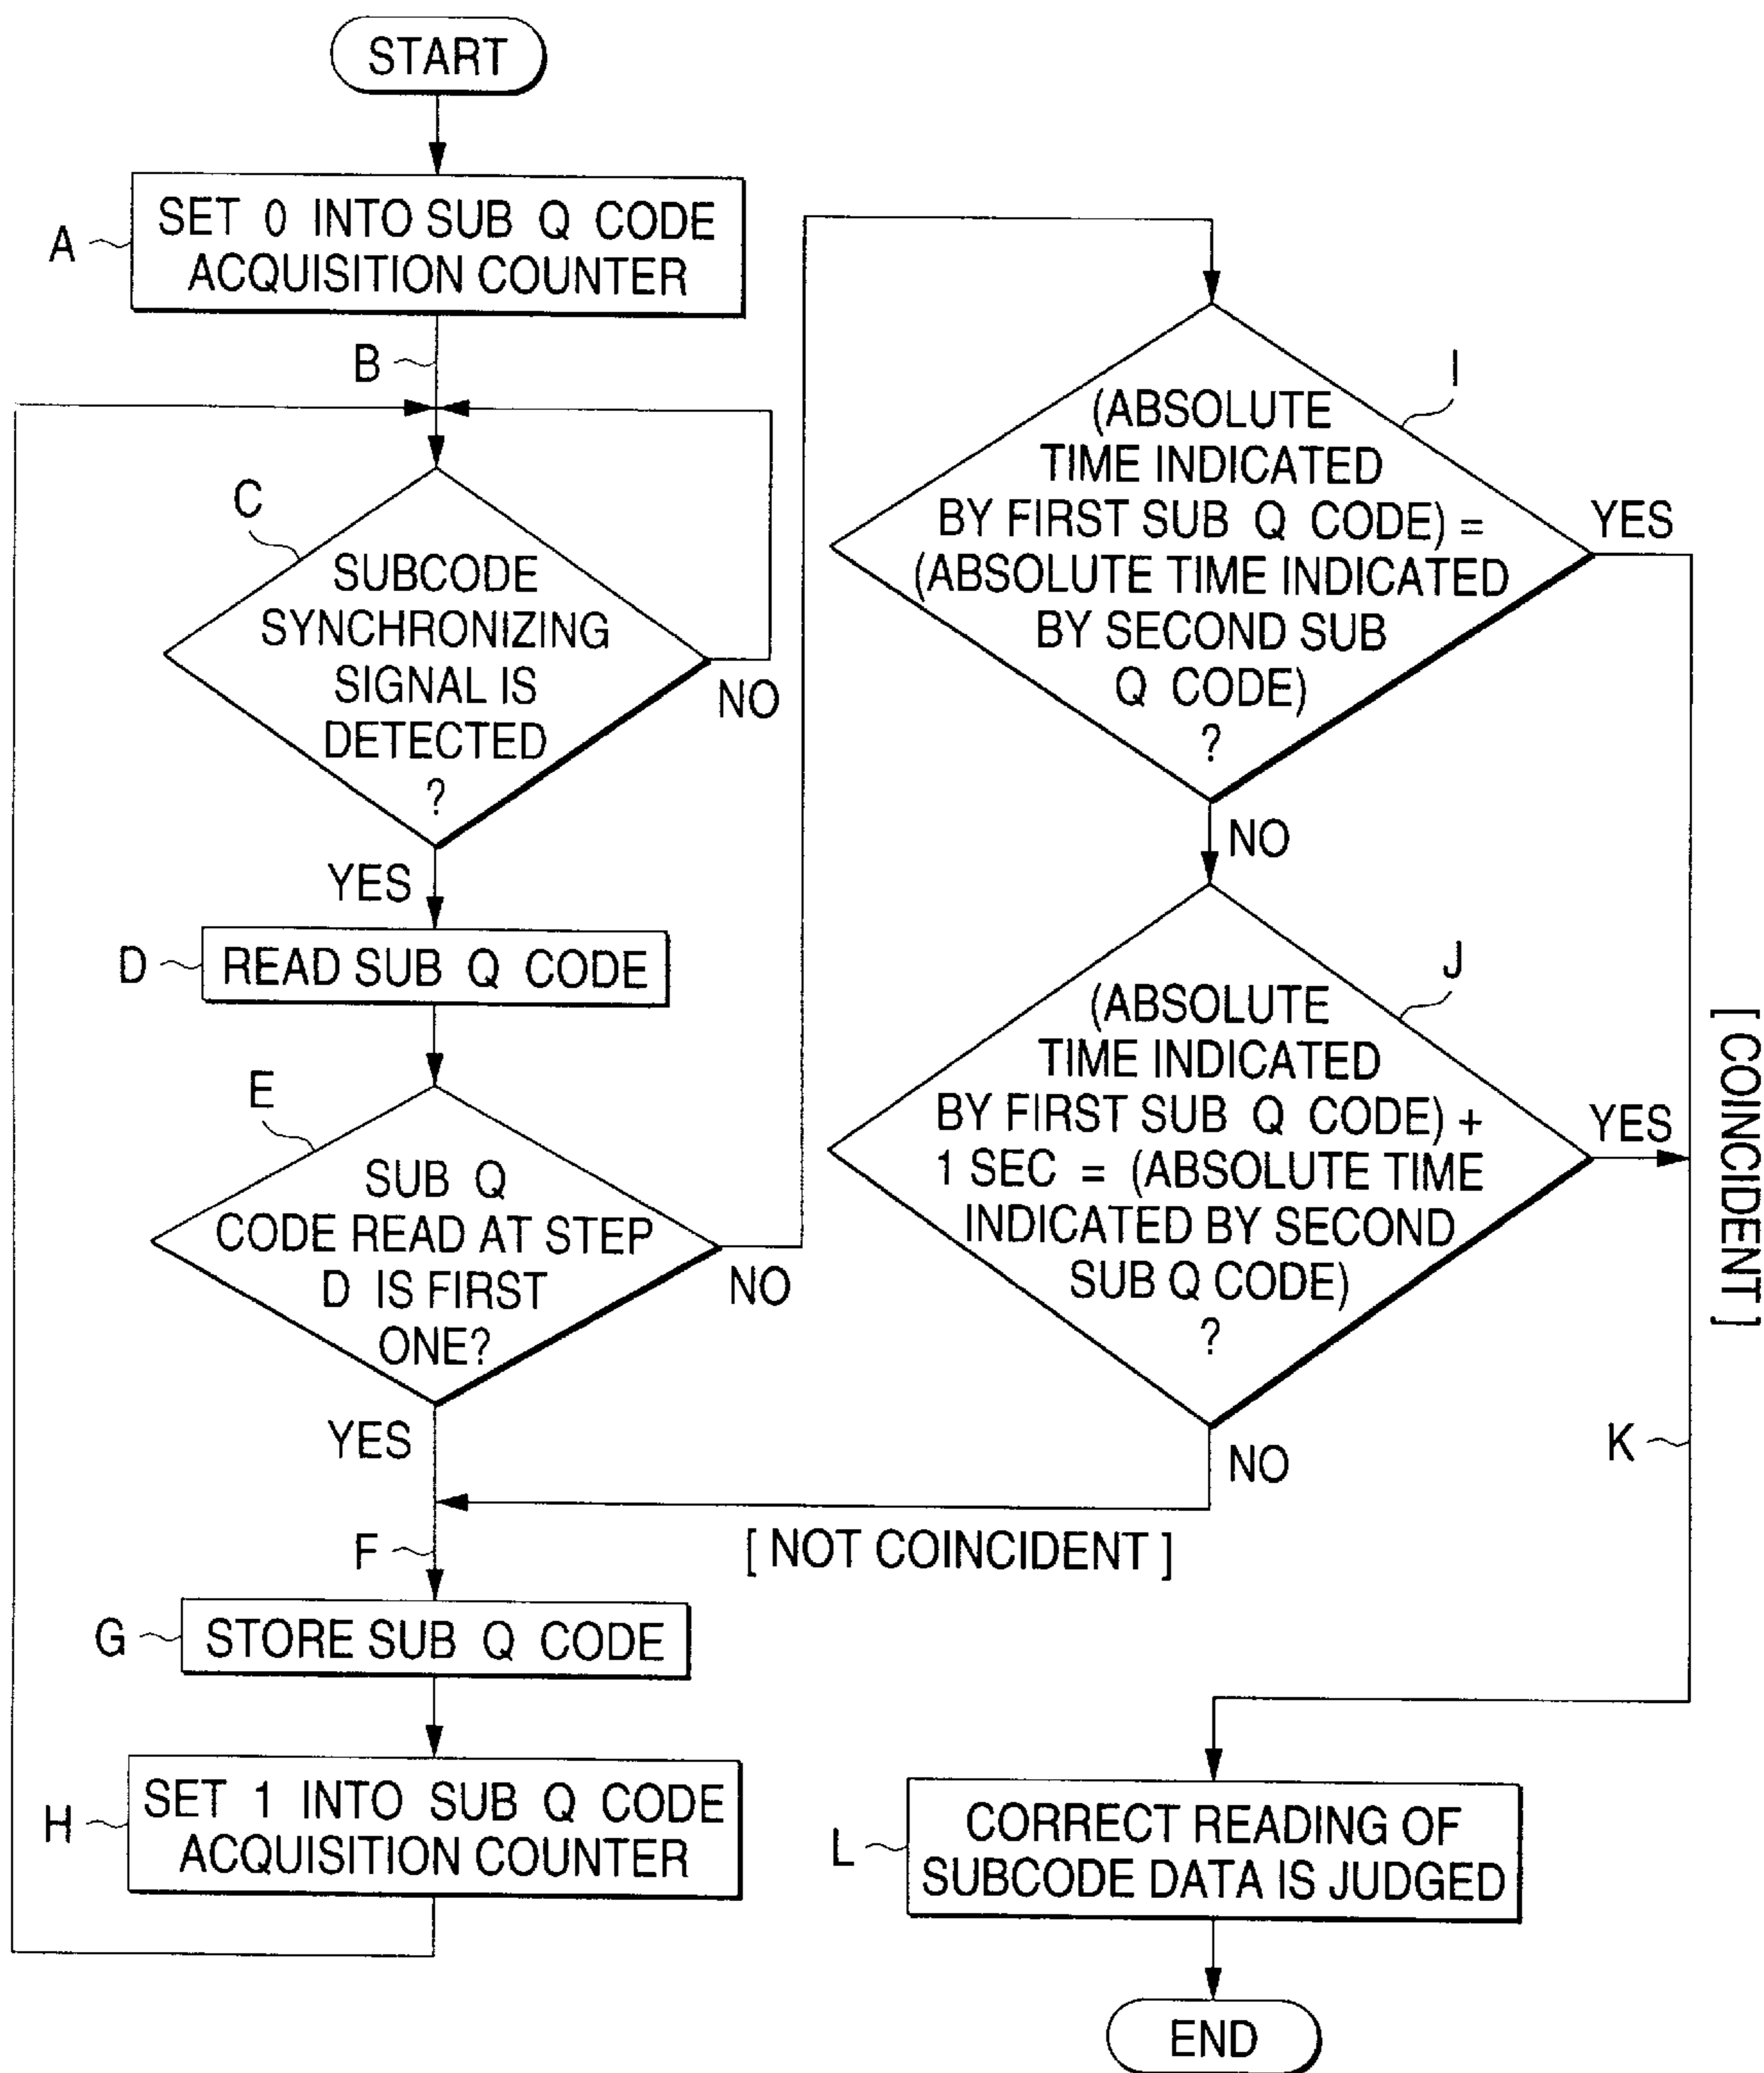 START
A
SET 0 INTO SUB Q CODE
ACQUISITION COUNTER
B
C
SUBCODE
SYNCHRONIZING
SIGNAL IS
DETECTED
?
NO
YES
D
READ SUB Q CODE
E
SUB Q
CODE READ AT STEP
D IS FIRST
ONE?
NO
YES
F
G
STORE SUB Q CODE
H
SET 1 INTO SUB Q CODE
ACQUISITION COUNTER
I
(ABSOLUTE
TIME INDICATED
BY FIRST SUB Q CODE) =
(ABSOLUTE TIME INDICATED
BY SECOND SUB
Q CODE)
?
YES
NO
J
(ABSOLUTE
TIME INDICATED
BY FIRST SUB Q CODE) +
1 SEC = (ABSOLUTE TIME
INDICATED BY SECOND
SUB Q CODE)
?
YES
[ COINCIDENT ]
NO
[ NOT COINCIDENT ]
K
L
CORRECT READING OF
SUBCODE DATA IS JUDGED
END